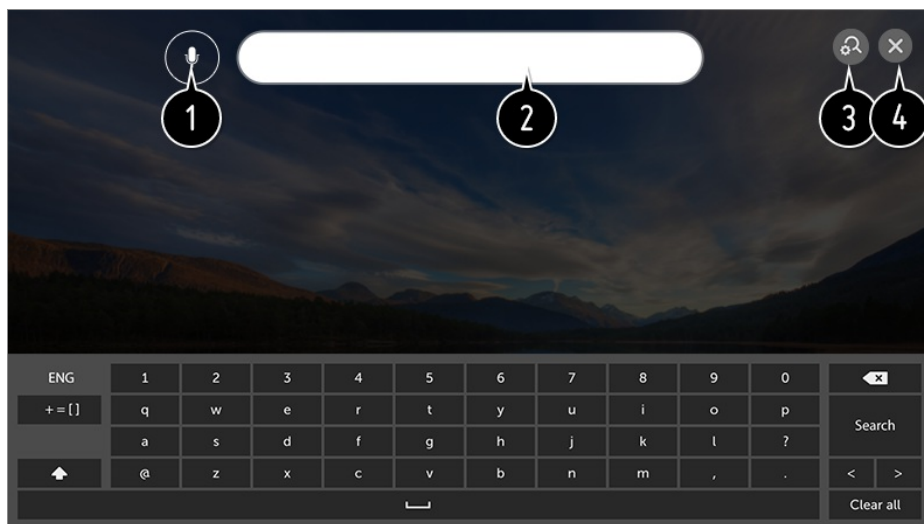 1 2 3 4
ENG 1 2 3 4 5 6 7 8 9 0
+=[] q w e r t y u i o p
a s d f g h j k l ? Search
@ z x c v b n m , . < >
Clear all